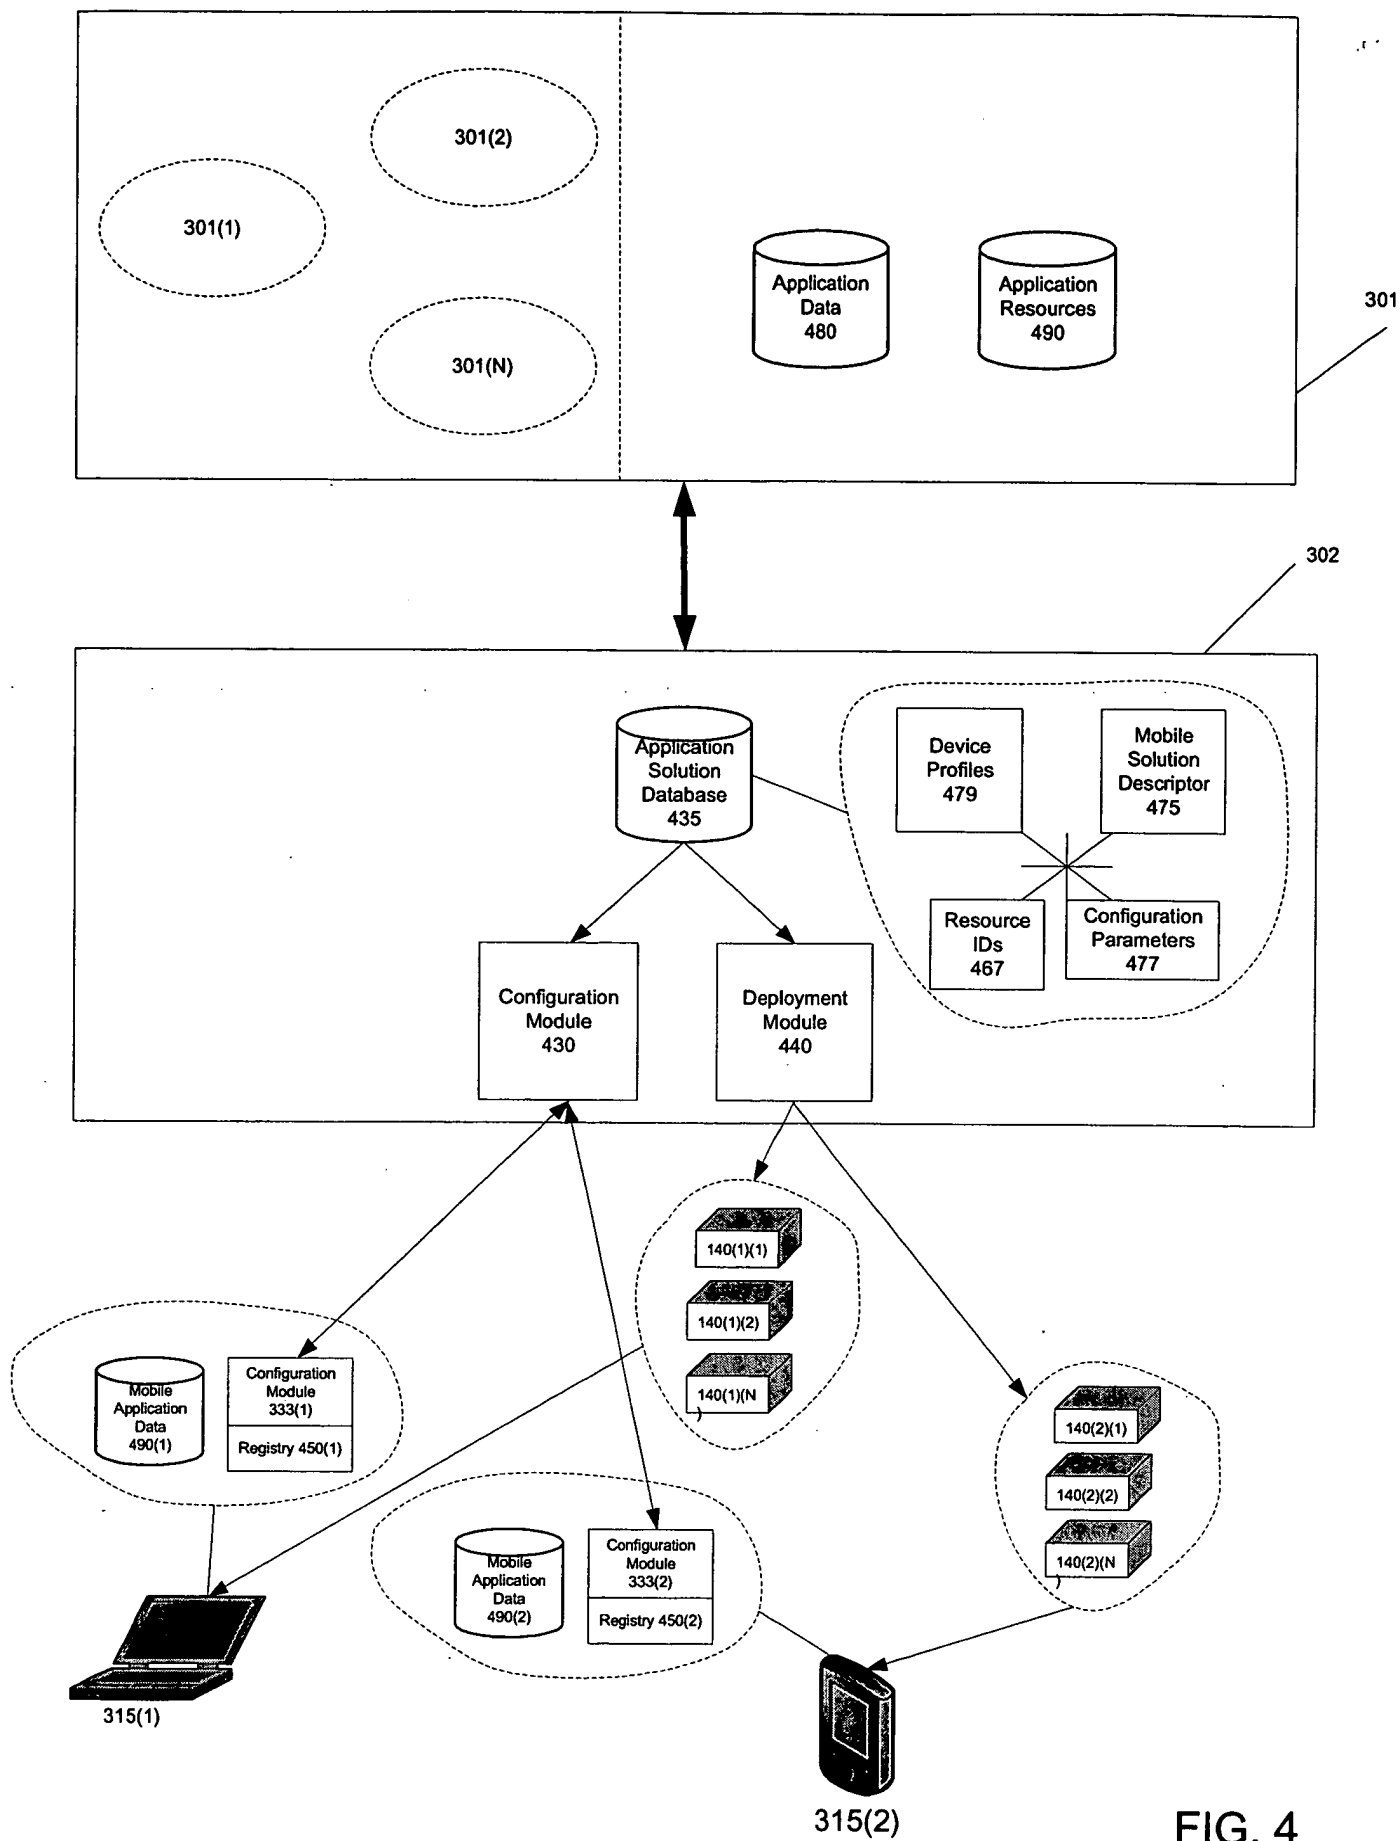 301(2)
301(1)
301(N)
Application
Data
480
Application
Resources
490
301
302
Application
Solution
Database
435
Device
Profiles
479
Mobile
Solution
Descriptor
475
Resource
IDs
467
Configuration
Parameters
477
Configuration
Module
430
Deployment
Module
440
140(1)(1)
140(1)(2)
140(1)(N
)
Mobile
Application
Data
490(1)
Configuration
Module
333(1)
Registry 450(1)
140(2)(1)
140(2)(2)
140(2)(N
)
Mobile
Application
Data
490(2)
Configuration
Module
333(2)
Registry 450(2)
315(1)
315(2)
FIG. 4